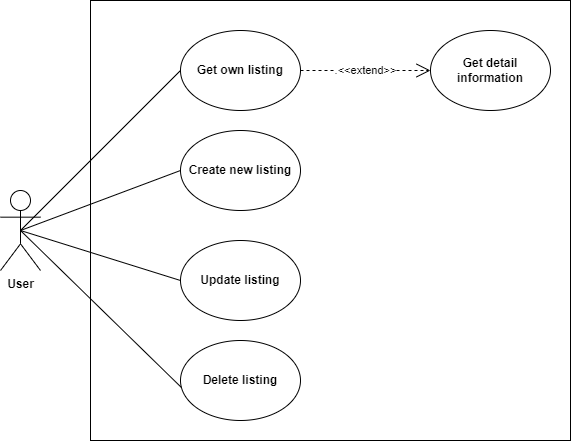 Get own listing
.<<extend>>
Get detail
information
Create new listing
User
Update listing
Delete listing